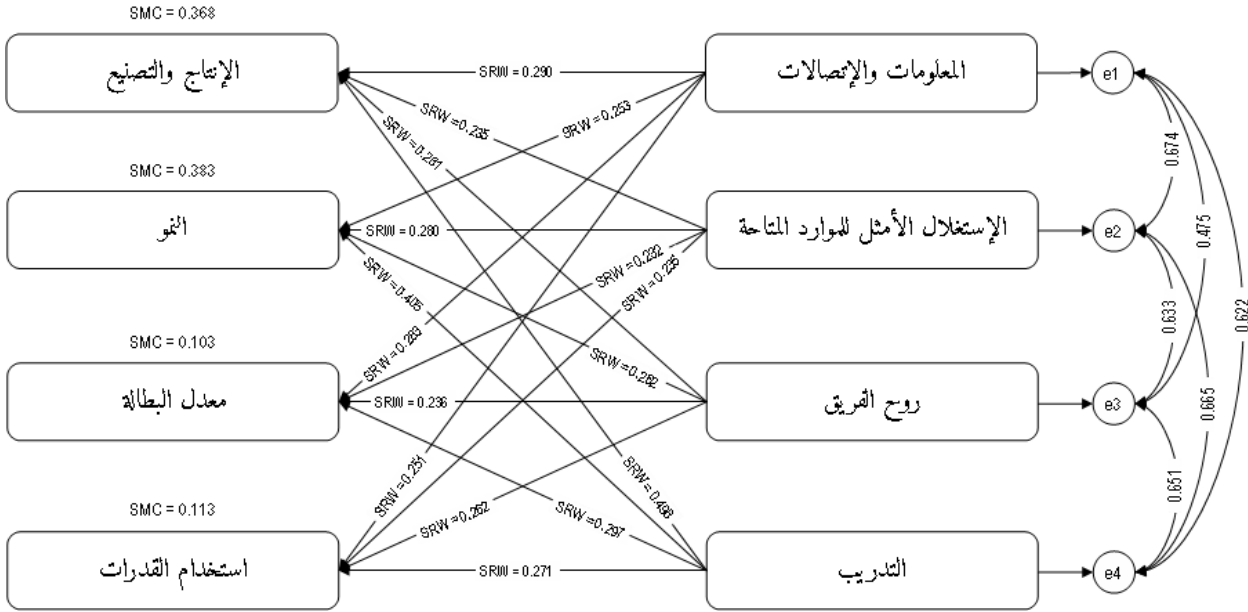 SMC = 0.368
الإنتاج والتصنيع
SMC = 0.383
النمو
SMC = 0.103
معدل البطالة
SMC = 0.113
استخدام القدرات
SRW = 0.290
SRW = 0.235
SRW = 0.281
SRW = 0.253
SRW = 0.280
SRW = 0.405
SRW = 0.232
SRW = 0.235
SRW = 0.283
SRW = 0.262
SRW = 0.236
SRW = 0.251
SRW = 0.262
SRW = 0.498
SRW = 0.297
SRW = 0.271
المعلومات والإتصالات
الإستغلال الأمثل للموارد المتاحة
روح الفريق
التدريب
e1
e2
e3
e4
0.674
0.475
0.633
0.622
0.665
0.651